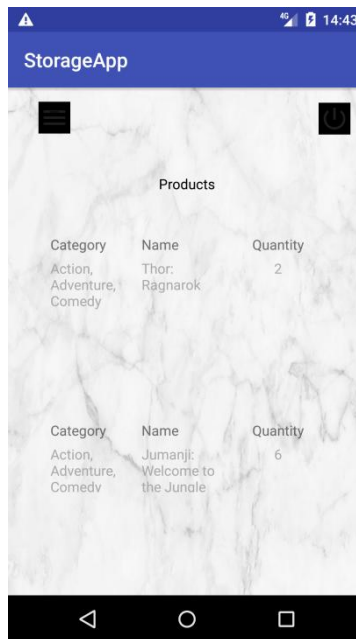 4G 14:43
StorageApp
Products
Category Name Quantity
Action, Thor: 2
Adventure, Ragnarok
Comedy
Category Name Quantity
Action, Jumanji: 6
Adventure, Welcome to
Comedy the Jungle